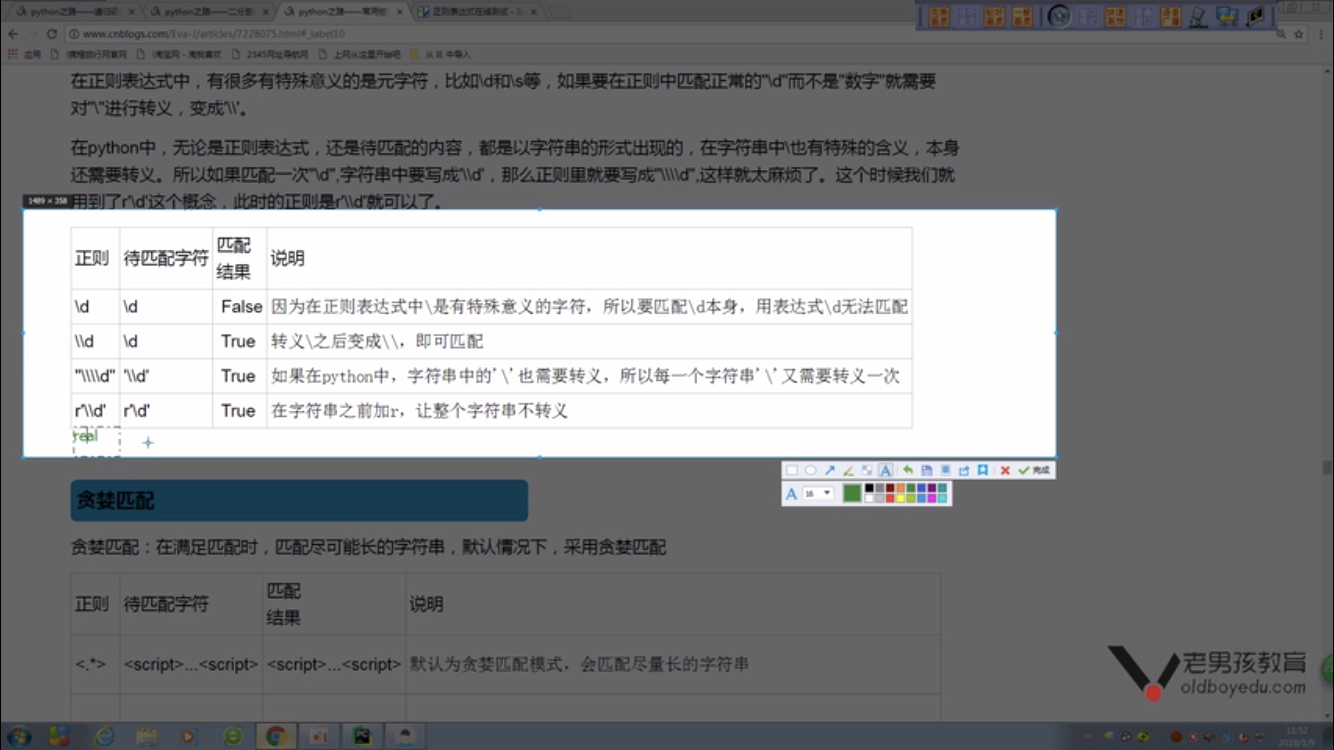 python之路——递归函
python之路——二分查
python之路——常用模
正则表达式在线测试 -
www.cnblogs.com/Eva-J/articles/7228075.html#_label10
应用
2345网址导航
从 IE 中导入
在正则表达式中，有很多有特殊意义的是元字符，比如\d和\s等，如果要在正则中匹配正常的"\d"而不是"数字"就需要
对"\"进行转义，变成'\\'。
在python中，无论是正则表达式，还是待匹配的内容，都是以字符串的形式出现的，在字符串中\也有特殊的含义，本身
还需要转义。所以如果匹配一次"\d",字符串中要写成'\\d'，那么正则里就要写成"\\\\d",这样就太麻烦了。这个时候我们就
用到了r'\d'这个概念，此时的正则是r'\\d'就可以了。
1489 × 358
正则 待匹配字符 匹配 说明
结果
\d \d False 因为在正则表达式中\是有特殊意义的字符，所以要匹配\d本身，用表达式\d无法匹配
\\d \d True 转义\之后变成\\，即可匹配
"\\\\d" '\\d' True 如果在python中，字符串中的'\'也需要转义，所以每一个字符串'\'又需要转义一次
r'\\d' r'\d' True 在字符串之前加r，让整个字符串不转义
real
完成
A 16
贪婪匹配
贪婪匹配：在满足匹配时，匹配尽可能长的字符串，默认情况下，采用贪婪匹配
正则 待匹配字符 匹配 说明
结果
<.*> <script>...<script> <script>...<script> 默认为贪婪匹配模式，会匹配尽量长的字符串
老男孩教育
oldboyedu.com
11:52
2018/1/9